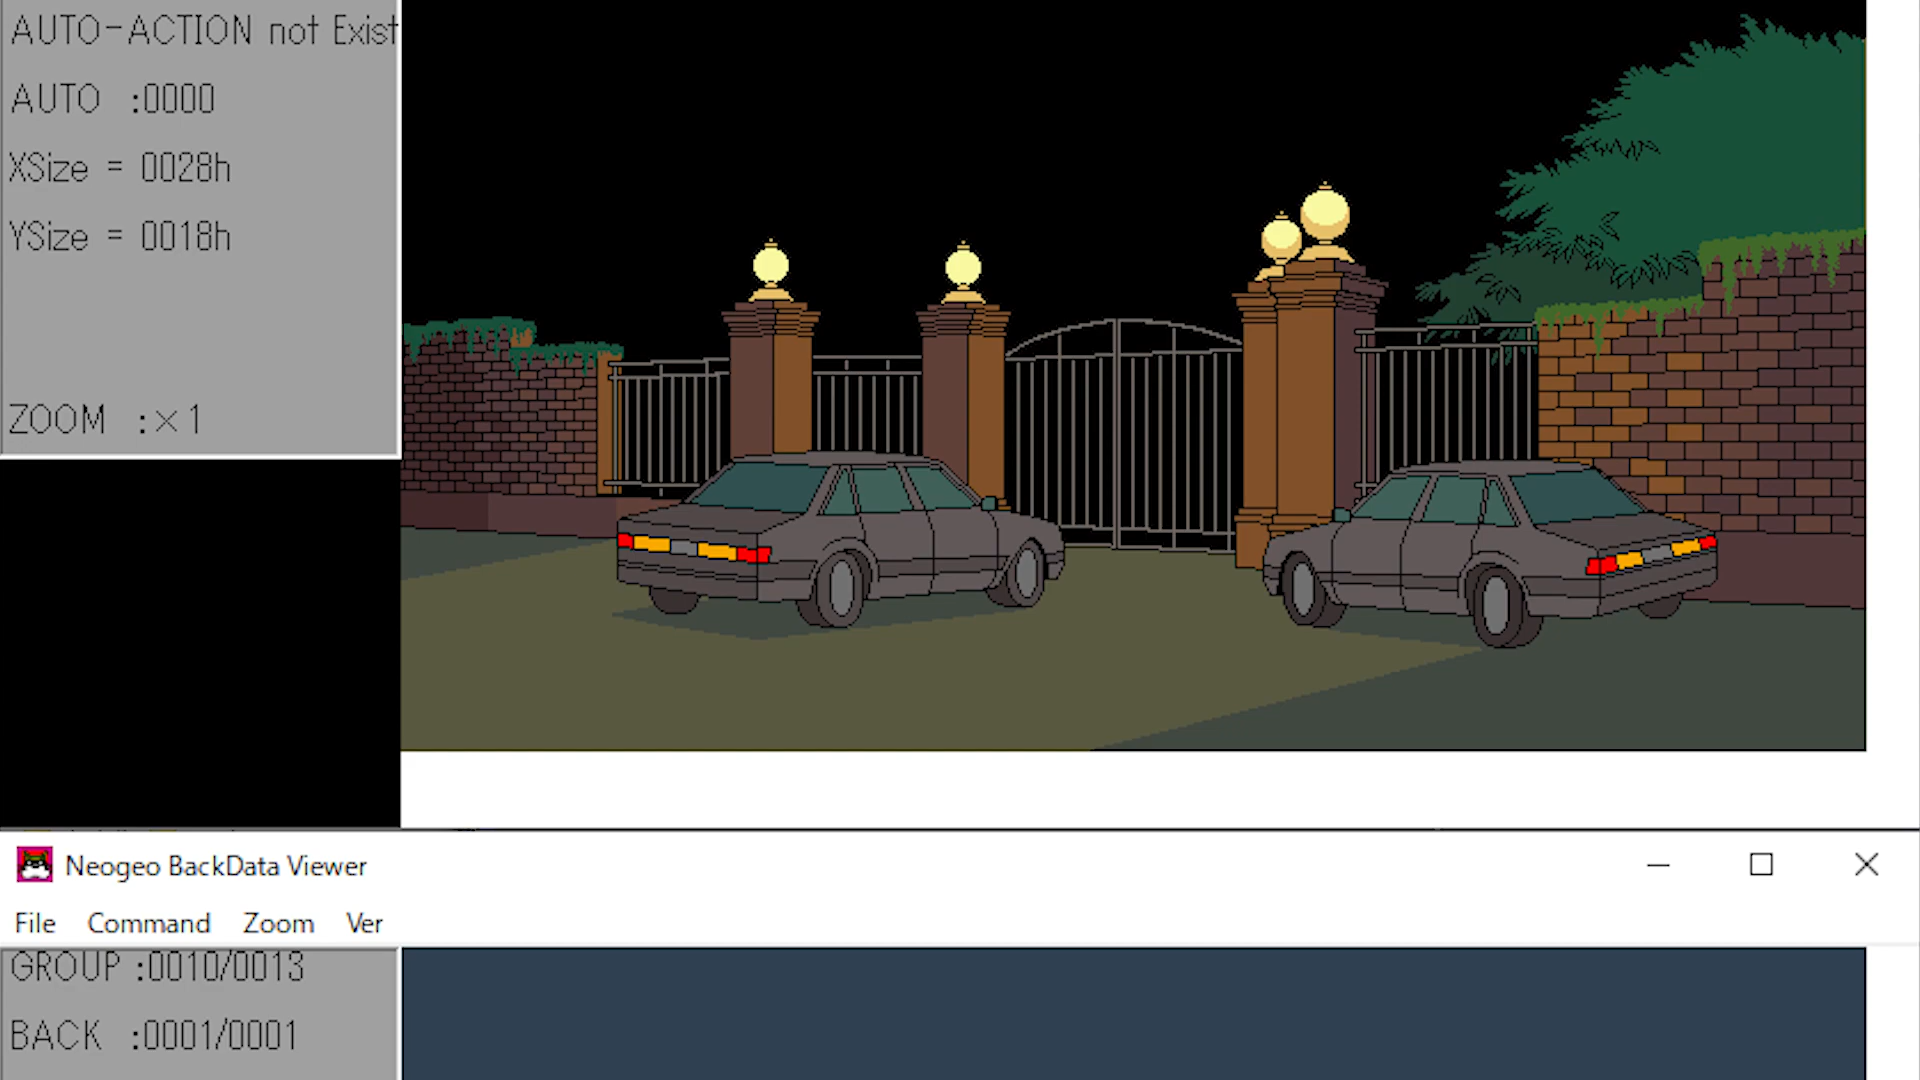 AUTO-ACTION not Exist
AUTO :0000
XSize = 0028h
YSize = 0018h
ZOOM :×1
Neogeo BackData Viewer
File Command Zoom Ver
GROUP :0010/0013
BACK :0001/0001